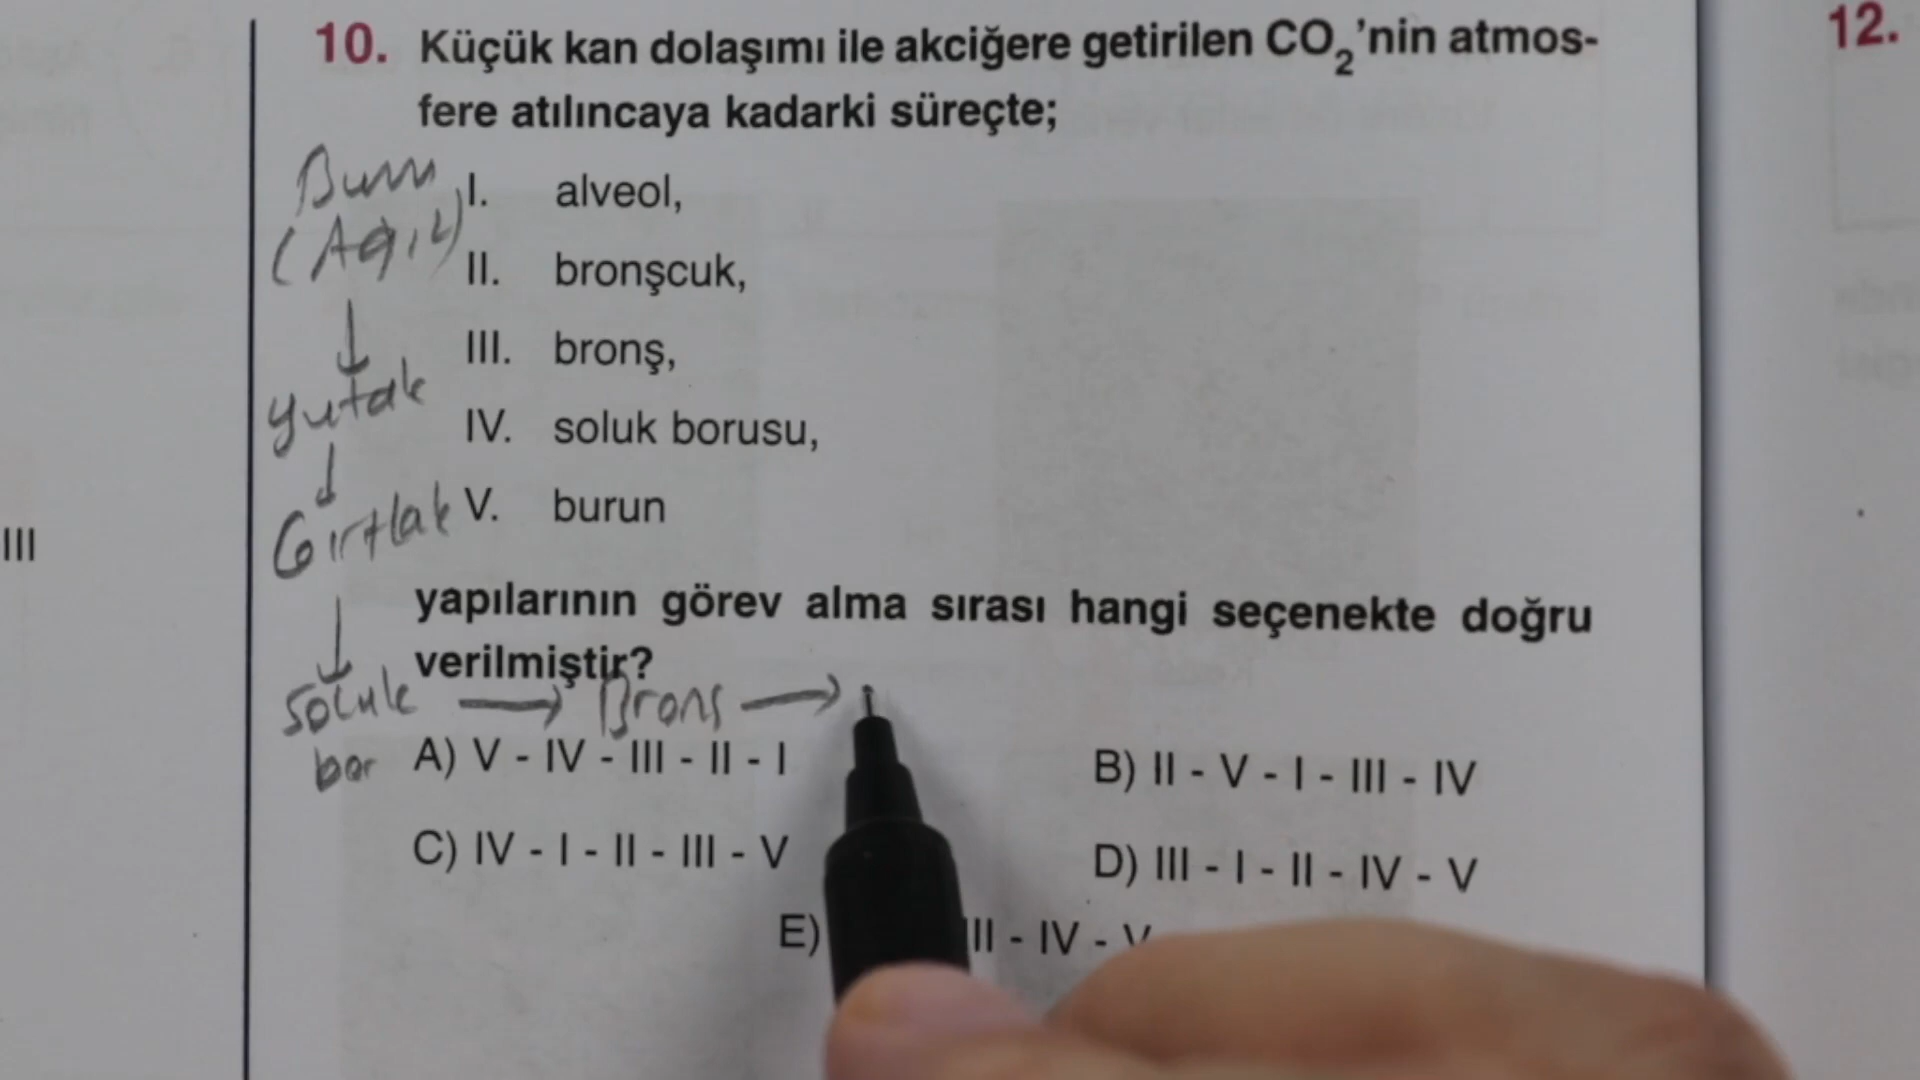 10. Küçük kan dolaşımı ile akciğere getirilen CO₂'nin atmos-
fere atılıncaya kadarki süreçte;
I. alveol,
II. bronşcuk,
III. bronş,
IV. soluk borusu,
V. burun
yapılarının görev alma sırası hangi seçenekte doğru
verilmiştir?
A) V - IV - III - II - I
B) II - V - I - III - IV
C) IV - I - II - III - V
D) III - I - II - IV - V
E) III - IV - V
(Ağız)
↓
Yutak
↓
Gırtlak
↓
Soluk → Bronş →
bor
III
12.